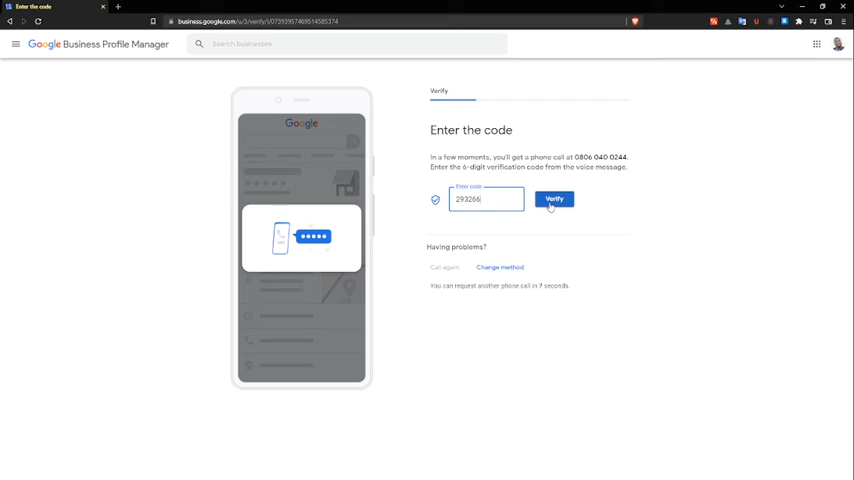 Enter the code
business.google.com/u/3/verify/l/07393957469514585374
Google Business Profile Manager
Search businesses
Google
Verify
Enter the code
In a few moments, you'll get a phone call at 0806 040 0244.
Enter the 6-digit verification code from the voice message.
Enter code
293266
Verify
Having problems?
Call again
Change method
You can request another phone call in 7 seconds.